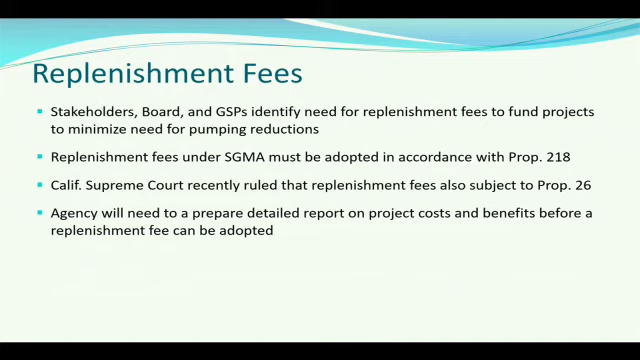 Replenishment Fees
Stakeholders, Board, and GSPs identify need for replenishment fees to fund projects
to minimize need for pumping reductions
Replenishment fees under SGMA must be adopted in accordance with Prop. 218
Calif. Supreme Court recently ruled that replenishment fees also subject to Prop. 26
Agency will need to a prepare detailed report on project costs and benefits before a
replenishment fee can be adopted